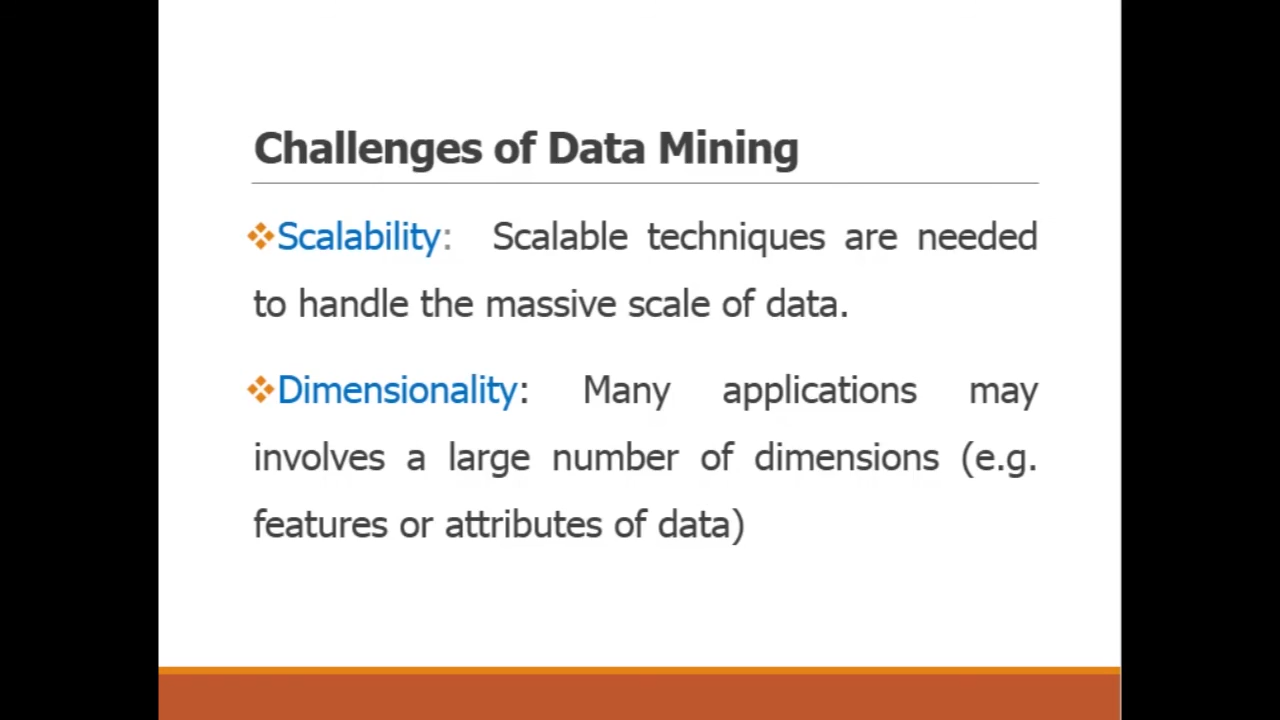 Challenges of Data Mining
❖Scalability: Scalable techniques are needed
to handle the massive scale of data.
❖Dimensionality: Many applications may
involves a large number of dimensions (e.g.
features or attributes of data)